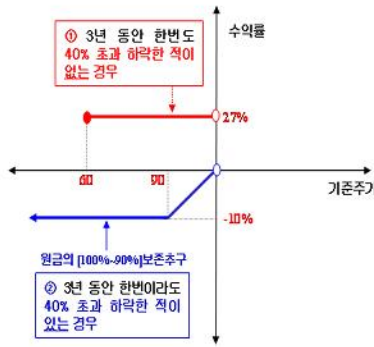 ① 3년 동안 한번도
40% 초과 하락한 적이
없는 경우
수익률
27%
60
90
기준주가
-10%
원금의 [100%~90%]보존추구
② 3년 동안 한번이라도
40% 초과 하락한 적이
있는 경우